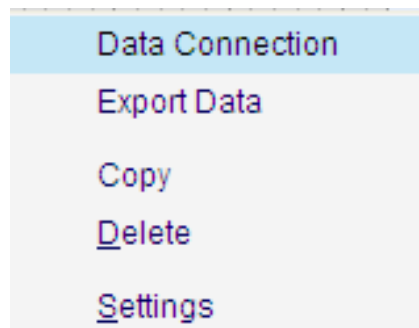 Data Connection
Export Data
Copy
Delete
Settings